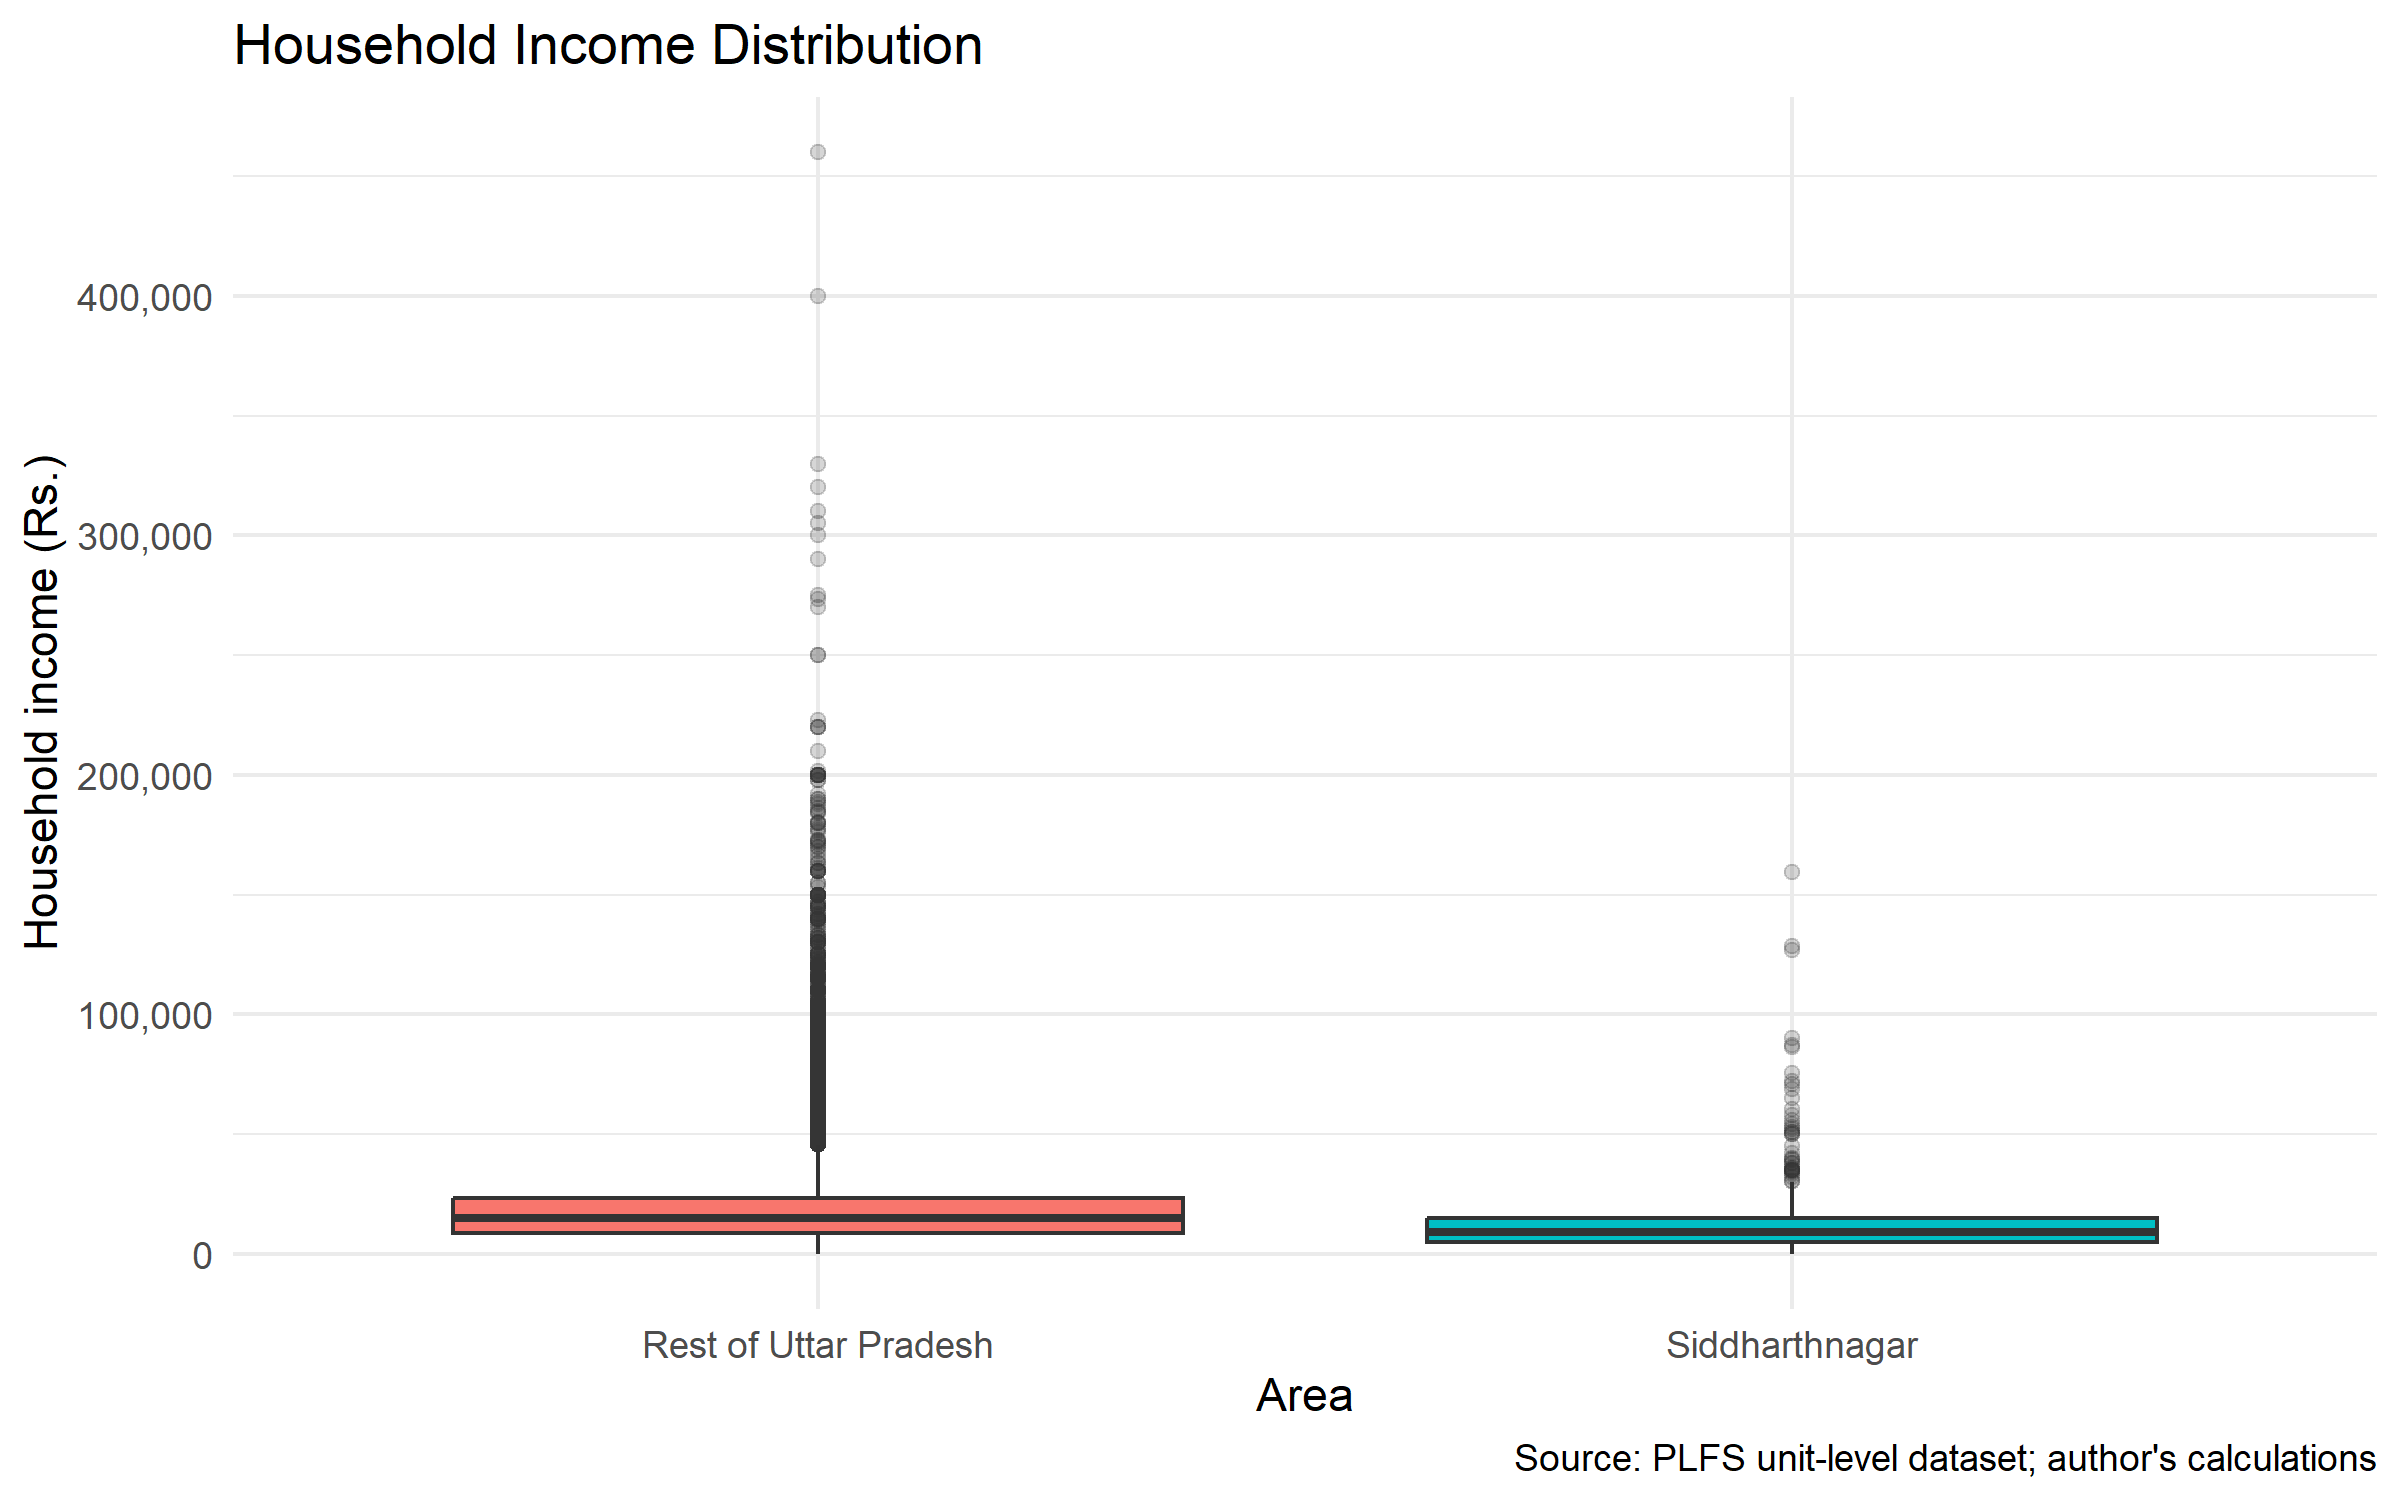 Household Income Distribution
Household income (Rs.)
400,000
300,000
200,000
100,000
0
Rest of Uttar Pradesh
Siddharthnagar
Area
Source: PLFS unit-level dataset; author's calculations